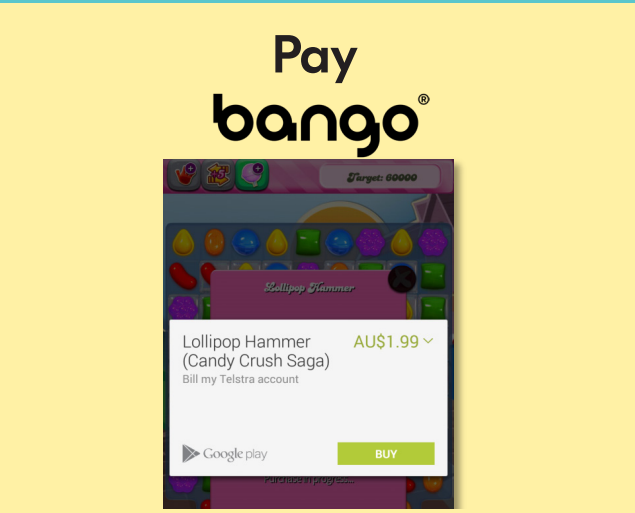 Pay
bango®
+
+5
+
Target: 60000
Lollipop Hammer
Lollipop Hammer
(Candy Crush Saga)
AU$1.99
Bill my Telstra account
Google play
BUY
Purchase in progress...